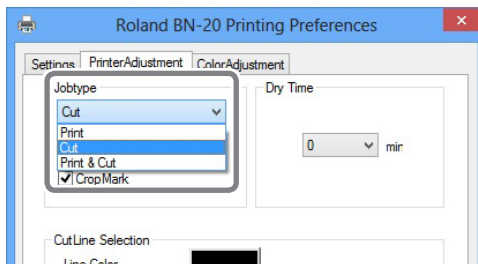 Roland BN-20 Printing Preferences
Settings PrinterAdjustment ColorAdjustment
Jobtype
Dry Time
Cut
Print
Cut
Print & Cut
CropMark
0 min
CutLine Selection
Line Color